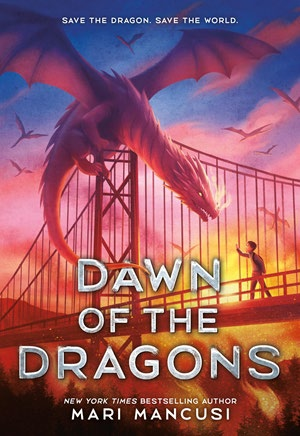 SAVE THE DRAGON. SAVE THE WORLD.
DAWN
OF THE
DRAGONS
NEW YORK TIMES BESTSELLING AUTHOR
MARI MANCUSI